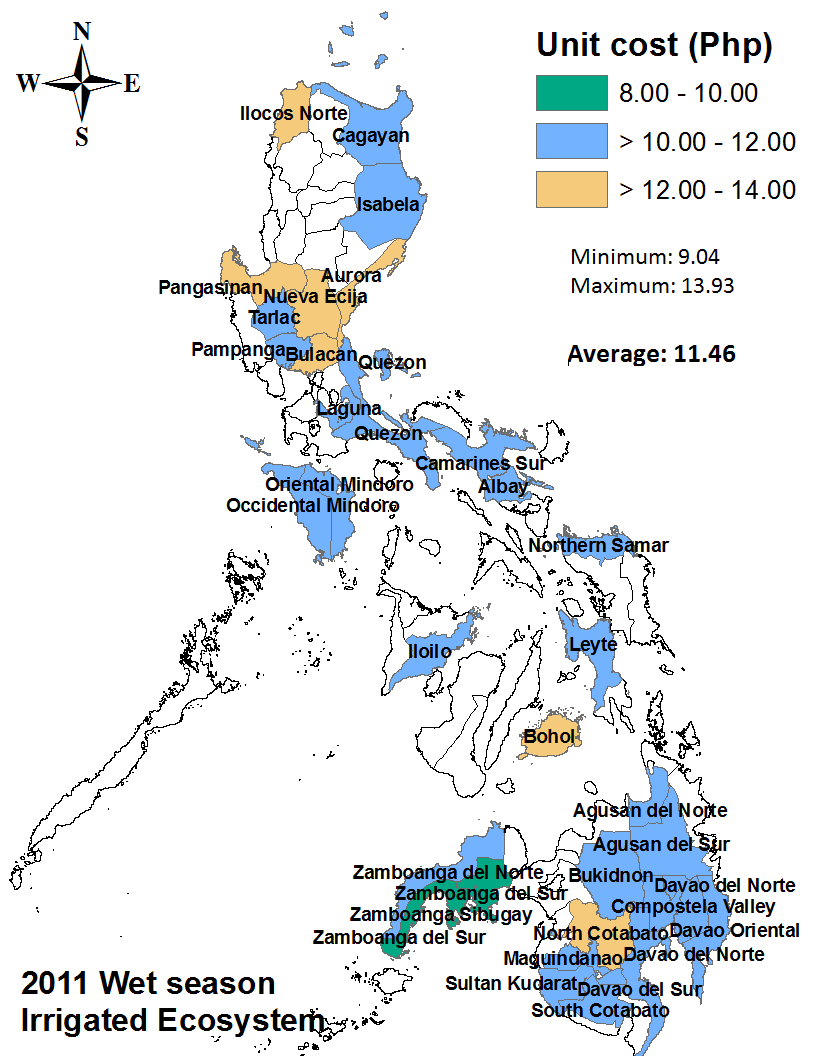 N
W E
S
Unit cost (Php)
8.00 - 10.00
> 10.00 - 12.00
> 12.00 - 14.00
Minimum: 9.04
Maximum: 13.93
Average: 11.46
Ilocos Norte
Cagayan
Isabela
Aurora
Pangasinan
Nueva Ecija
Tarlac
Pampanga
Bulacan
Quezon
Laguna
Quezon
Camarines Sur
Albay
Oriental Mindoro
Occidental Mindoro
Northern Samar
Iloilo
Leyte
Bohol
Agusan del Norte
Agusan del Sur
Zamboanga del Norte
Bukidnon
Davao del Norte
Zamboanga del Sur
Compostela Valley
Zamboanga Sibugay
Davao Oriental
North Cotabato
Zamboanga del Sur
Davao del Norte
Maguindanao
Sultan Kudarat
Davao del Sur
South Cotabato
2011 Wet season
Irrigated Ecosystem